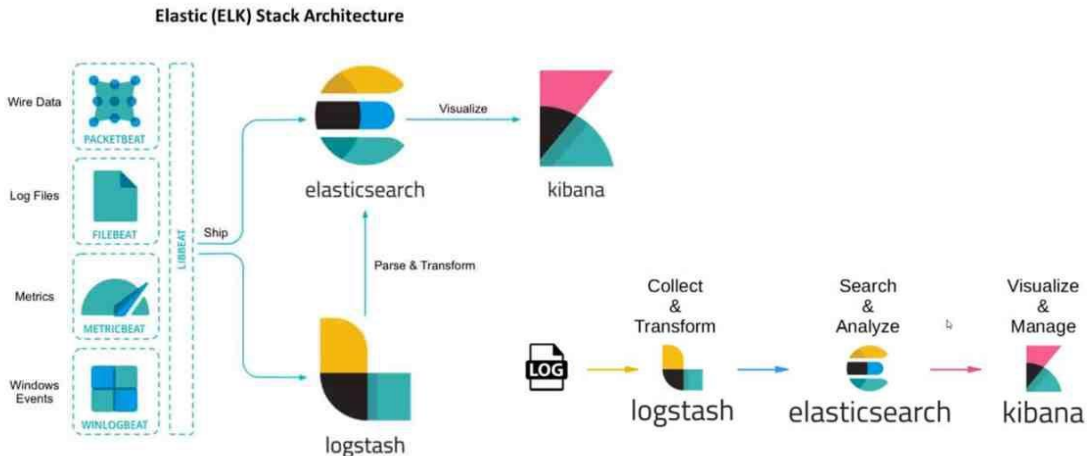 Elastic (ELK) Stack Architecture
Wire Data
PACKETBEAT
Log Files
FILEBEAT
Metrics
METRICBEAT
Windows
Events
WINLOGBEAT
LIBBEAT
Ship
elasticsearch
Visualize
kibana
Parse & Transform
logstash
LOG
Collect
&
Transform
logstash
Search
&
Analyze
elasticsearch
Visualize
&
Manage
kibana